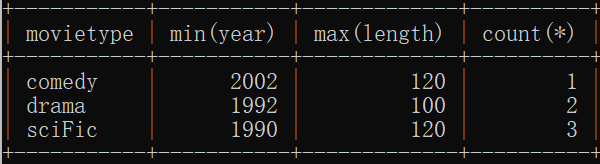 movietype | min(year) | max(length) | count(*)
comedy | 2002 | 120 | 1
drama | 1992 | 100 | 2
sciFic | 1990 | 120 | 3